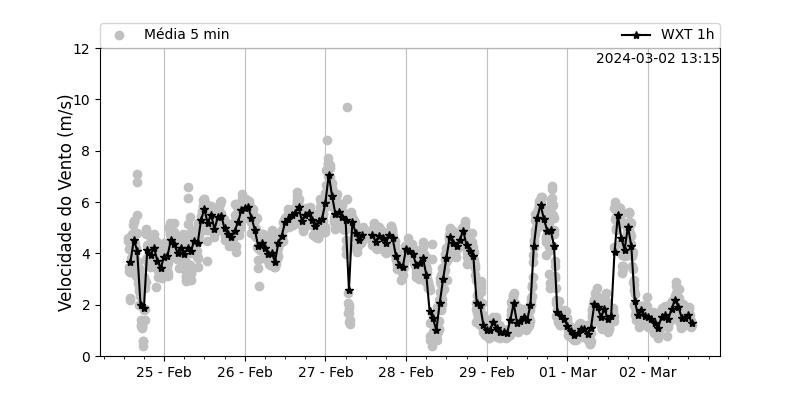 Média 5 min
WXT 1h
2024-03-02 13:15
Velocidade do Vento (m/s)
12
10
8
6
4
2
0
25 - Feb
26 - Feb
27 - Feb
28 - Feb
29 - Feb
01 - Mar
02 - Mar